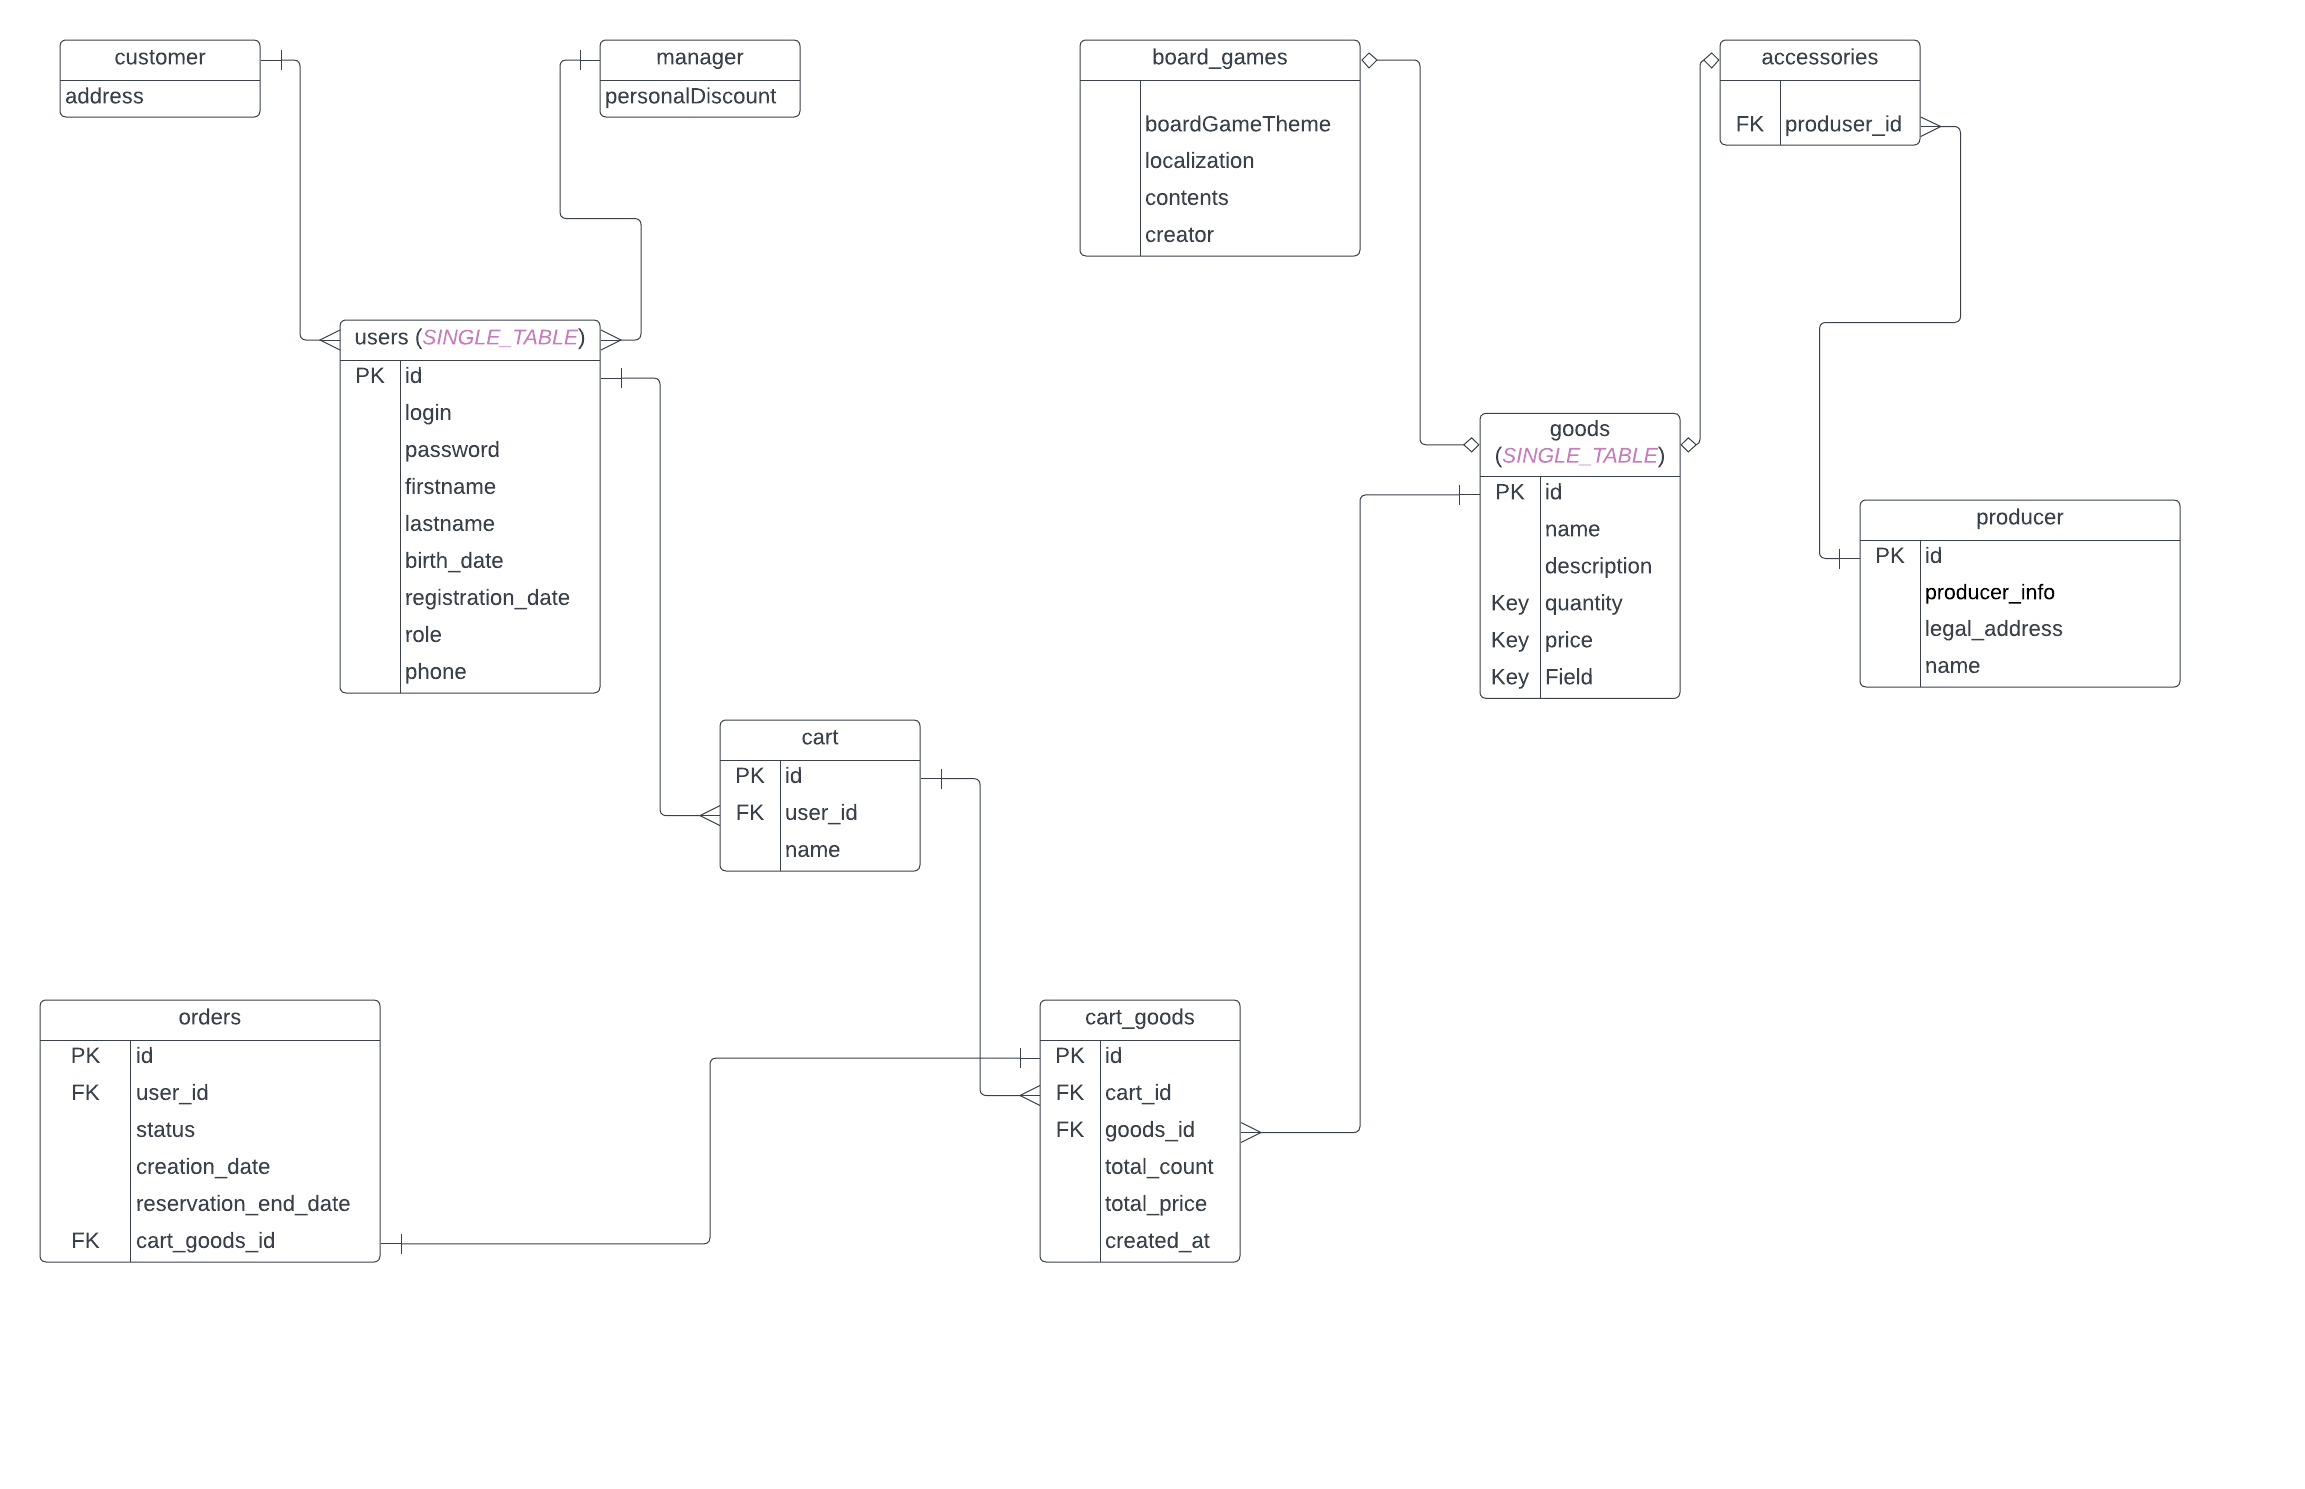 customer
address
manager
personalDiscount
board_games
boardGameTheme
localization
contents
creator
accessories
FK produser_id
users (SINGLE_TABLE)
PK id
login
password
firstname
lastname
birth_date
registration_date
role
phone
goods
(SINGLE_TABLE)
PK id
name
description
Key quantity
Key price
Key Field
producer
PK id
producer_info
legal_address
name
cart
PK id
FK user_id
name
orders
PK id
FK user_id
status
creation_date
reservation_end_date
FK cart_goods_id
cart_goods
PK id
FK cart_id
FK goods_id
total_count
total_price
created_at